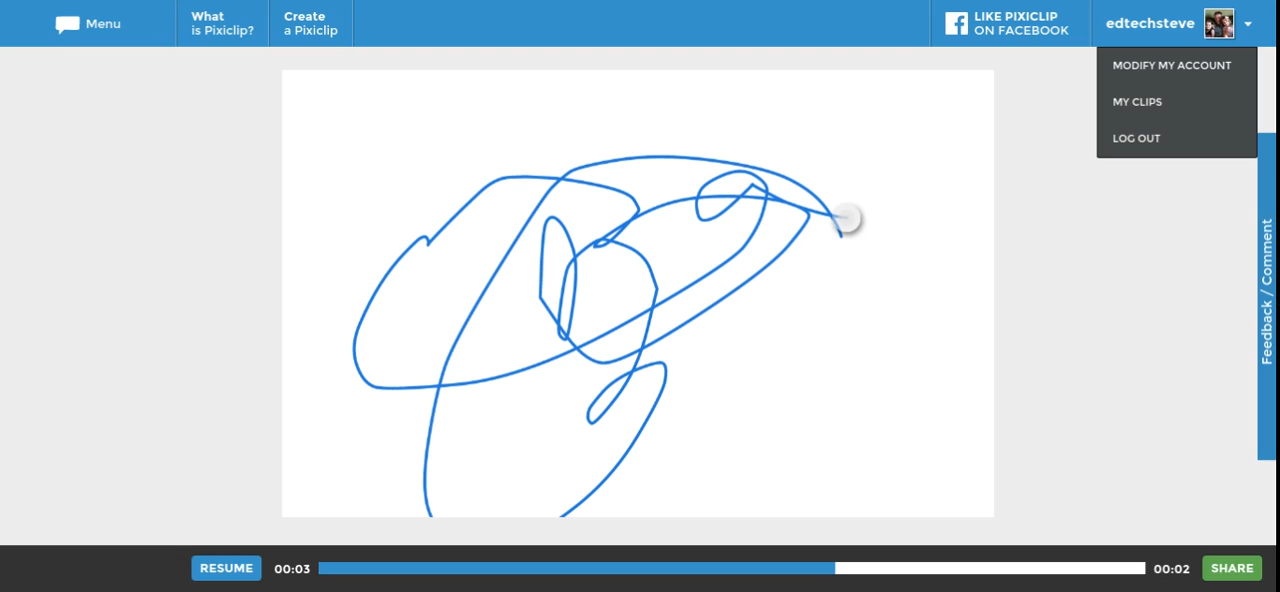 Menu
What
is Pixiclip?
Create
a Pixiclip
LIKE PIXICLIP
ON FACEBOOK
edtechsteve
MODIFY MY ACCOUNT
MY CLIPS
LOG OUT
Feedback / Comment
RESUME 00:03 00:02 SHARE